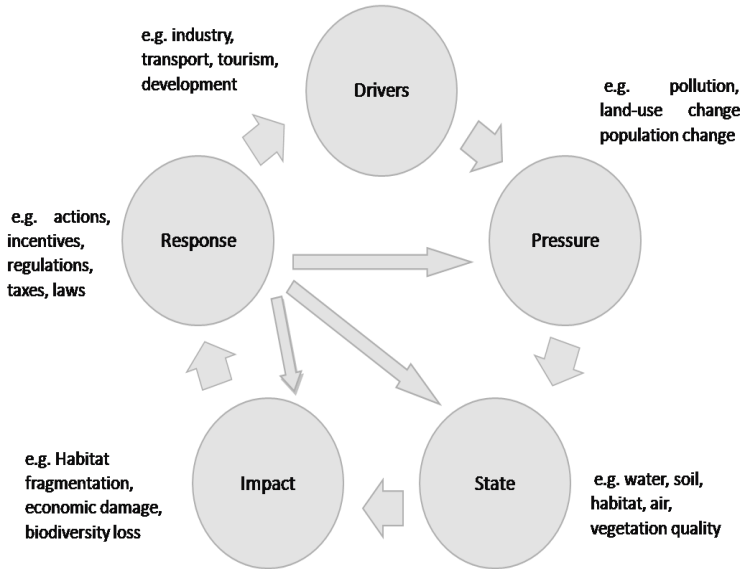 e.g. industry,
transport, tourism,
development
Drivers
e.g. pollution,
land-use change
population change
Response
Pressure
e.g. actions,
incentives,
regulations,
taxes, laws
e.g. Habitat
fragmentation,
economic damage,
biodiversity loss
Impact
State
e.g. water, soil,
habitat, air,
vegetation quality